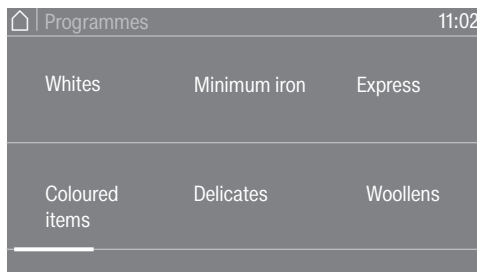 Programmes 11:02
Whites Minimum iron Express
Coloured Delicates Woollens
items